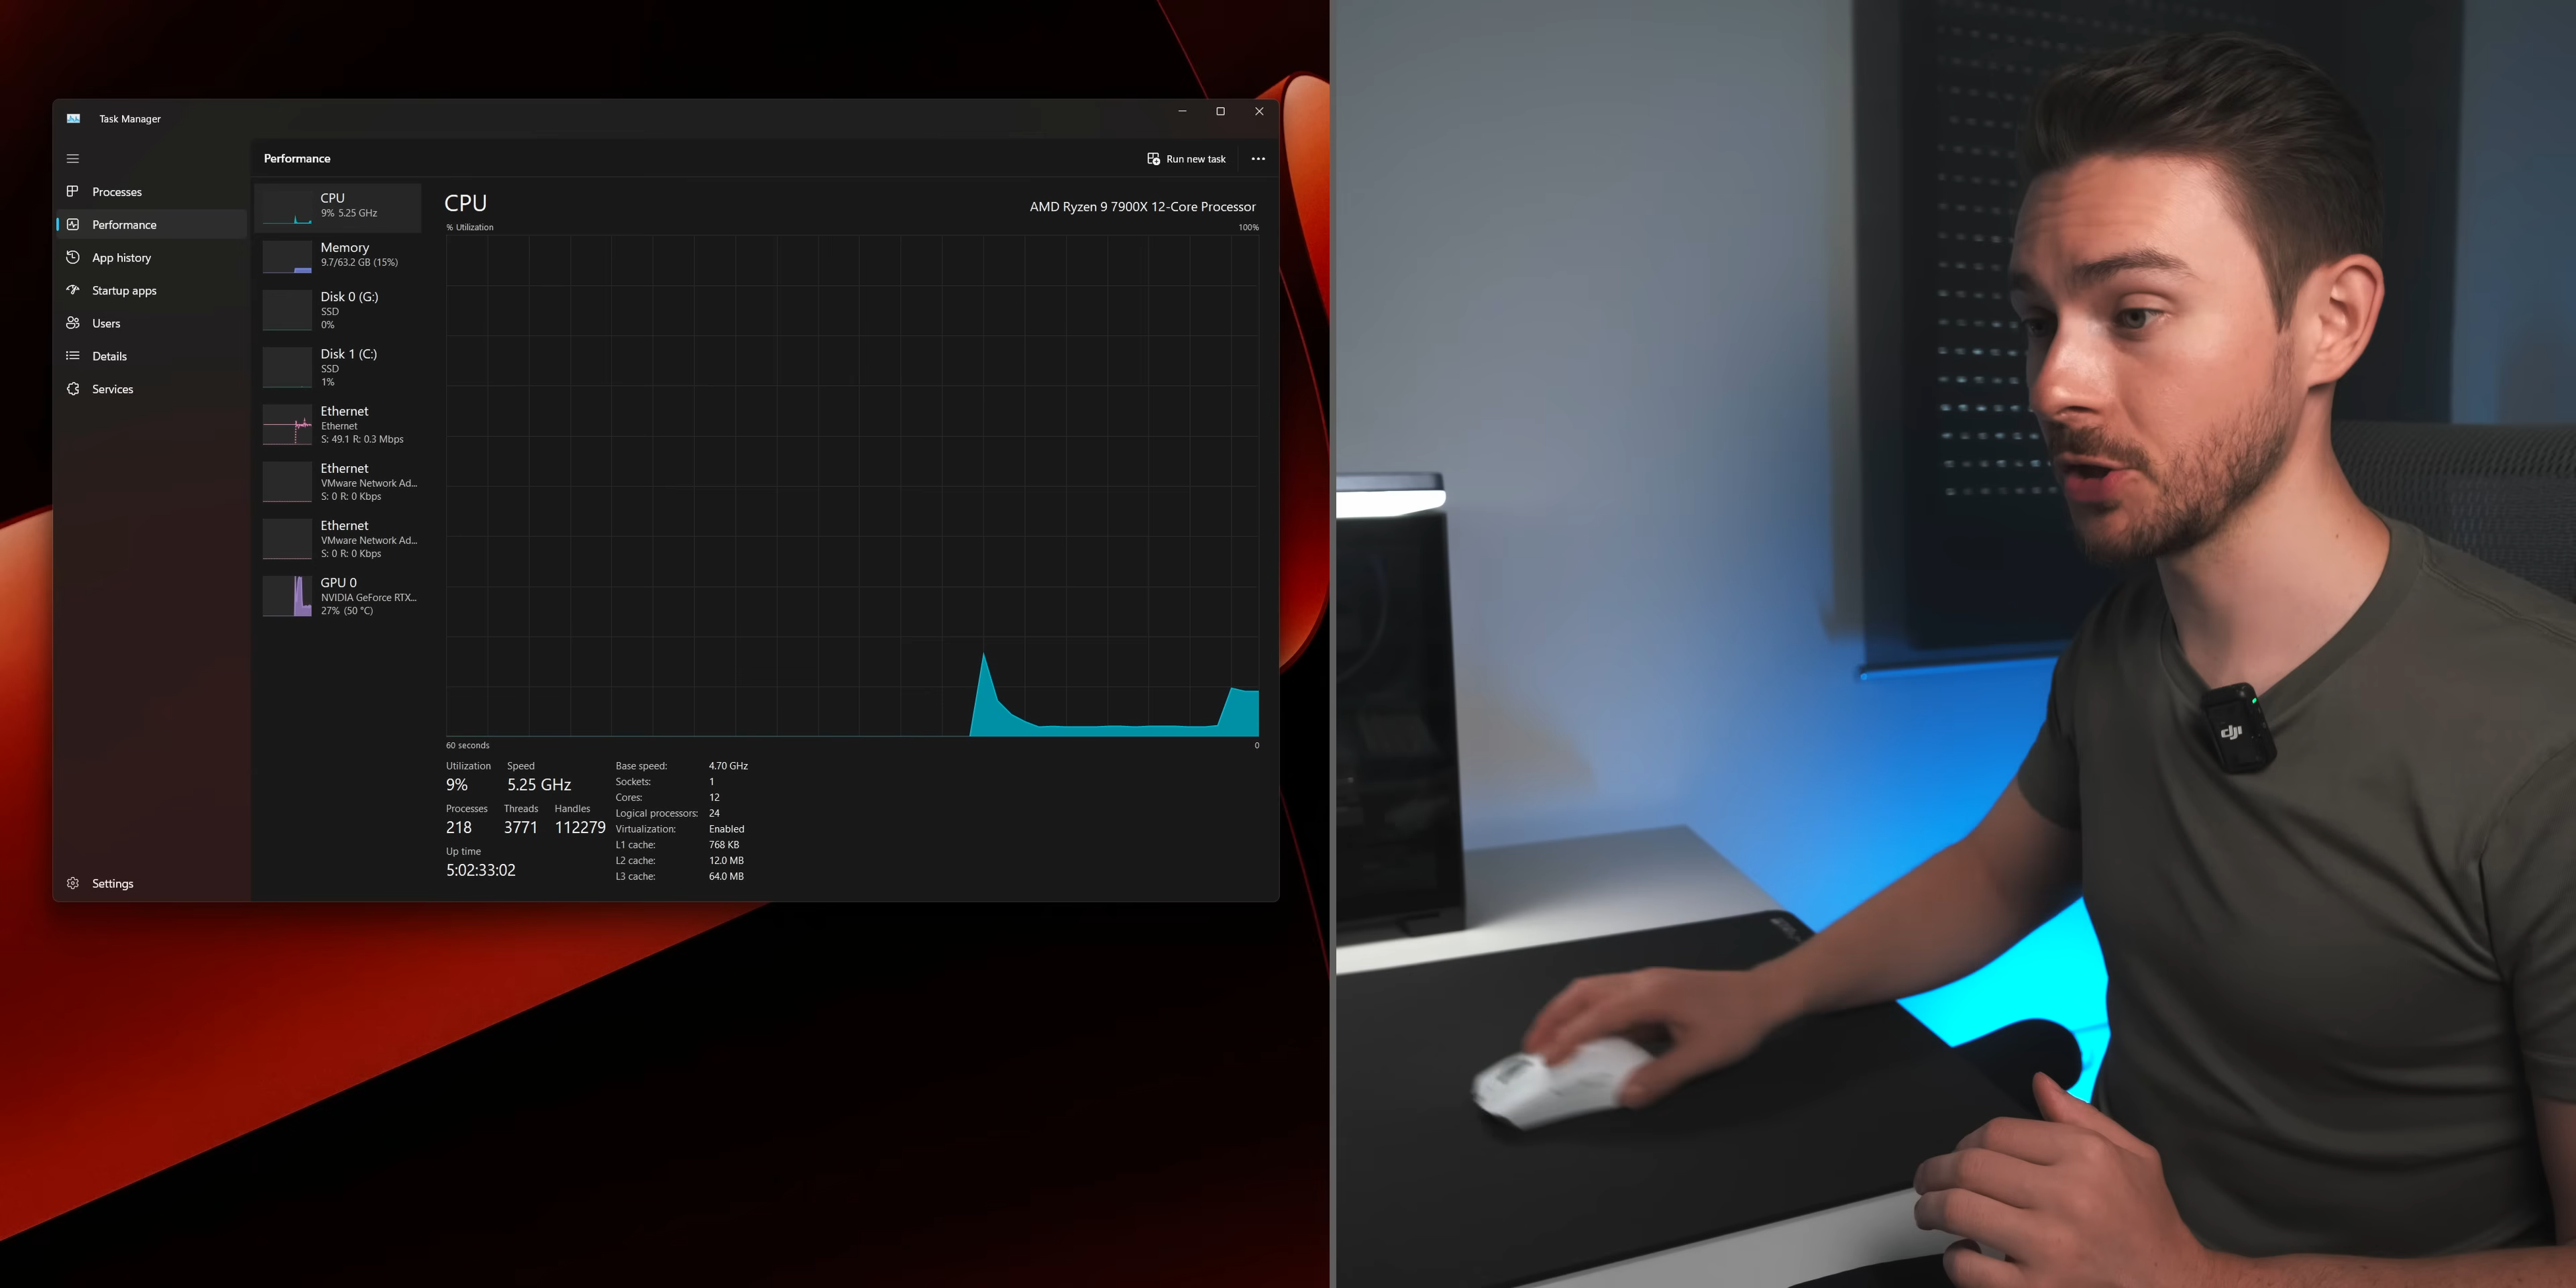 Task Manager
Performance
Run new task
Processes
Performance
App history
Startup apps
Users
Details
Services
Settings
CPU
9% 5.25 GHz
Memory
9.7/63.2 GB (15%)
Disk 0 (G:)
SSD
0%
Disk 1 (C:)
SSD
1%
Ethernet
Ethernet
S: 49.1 R: 0.3 Mbps
Ethernet
VMware Network Ad...
S: 0 R: 0 Kbps
Ethernet
VMware Network Ad...
S: 0 R: 0 Kbps
GPU 0
NVIDIA GeForce RTX...
27% (50 °C)
CPU
AMD Ryzen 9 7900X 12-Core Processor
% Utilization 100%
60 seconds 0
Utilization Speed
9% 5.25 GHz
Processes Threads Handles
218 3771 112279
Up time
5:02:33:02
Base speed: 4.70 GHz
Sockets: 1
Cores: 12
Logical processors: 24
Virtualization: Enabled
L1 cache: 768 KB
L2 cache: 12.0 MB
L3 cache: 64.0 MB
dji